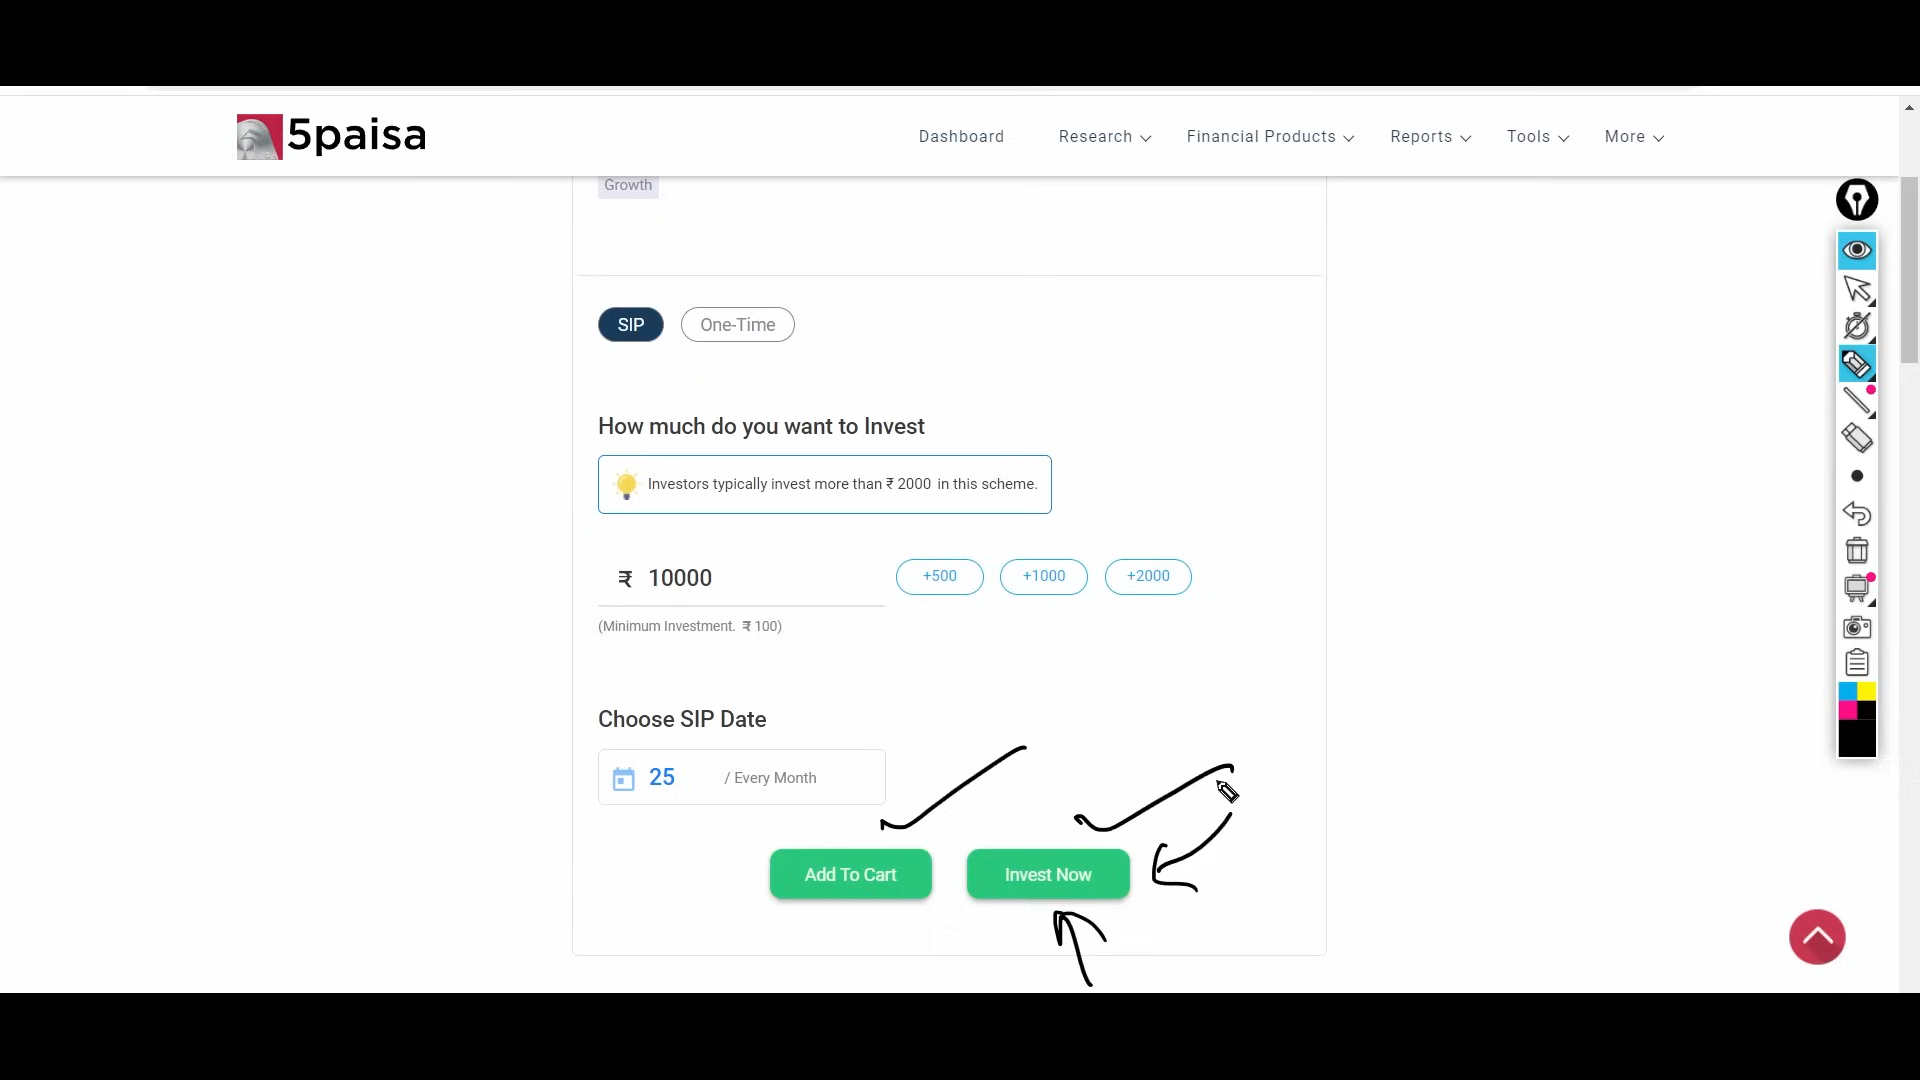 5paisa
Dashboard Research Financial Products Reports Tools More
Growth
SIP One-Time
How much do you want to Invest
Investors typically invest more than ₹ 2000 in this scheme.
₹ 10000 +500 +1000 +2000
(Minimum Investment. ₹ 100)
Choose SIP Date
25 / Every Month
Add To Cart Invest Now